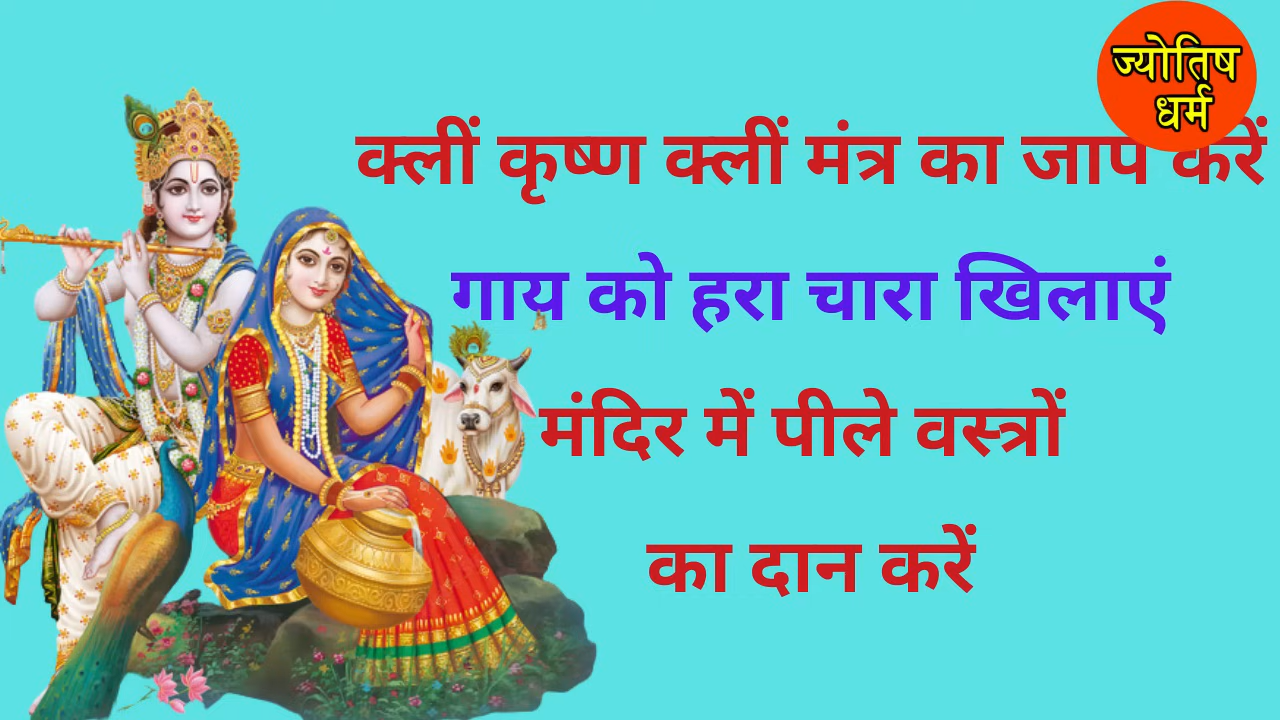 ज्योतिष
धर्म
क्लीं कृष्ण क्लीं मंत्र का जाप करें
गाय को हरा चारा खिलाएं
मंदिर में पीले वस्त्रों
का दान करें